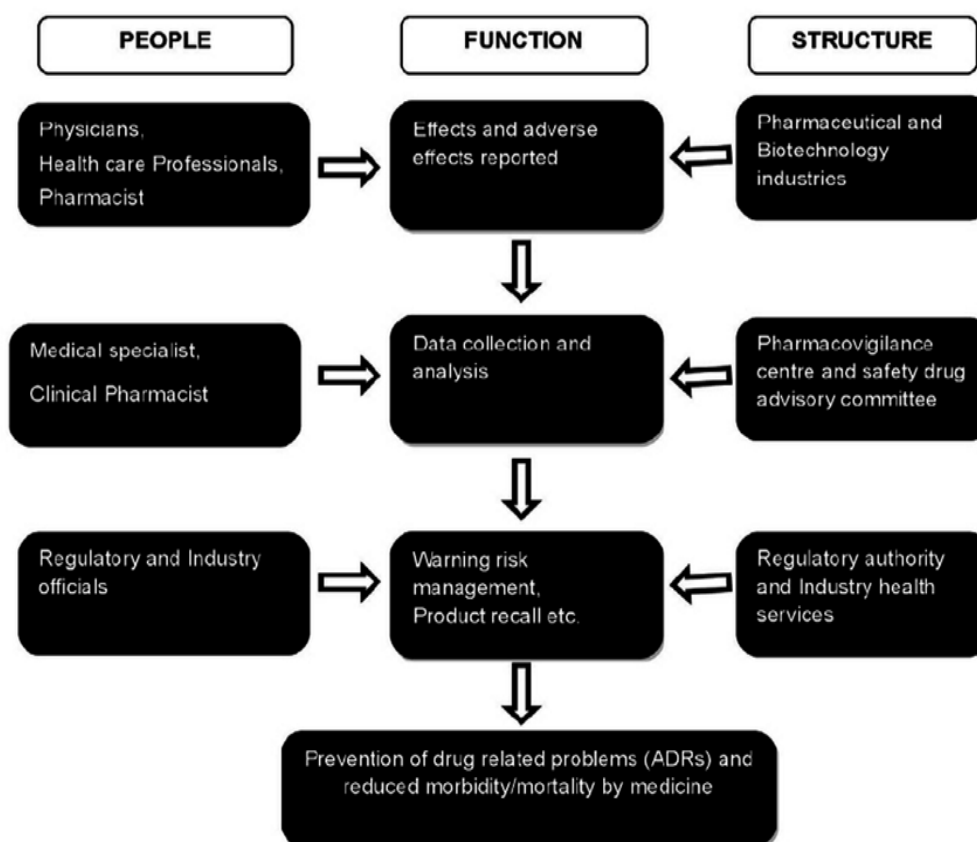 PEOPLE
FUNCTION
STRUCTURE
Physicians,
Health care Professionals,
Pharmacist
Effects and adverse
effects reported
Pharmaceutical and
Biotechnology
industries
Medical specialist,
Clinical Pharmacist
Data collection and
analysis
Pharmacovigilance
centre and safety drug
advisory committee
Regulatory and Industry
officials
Warning risk
management,
Product recall etc.
Regulatory authority
and Industry health
services
Prevention of drug related problems (ADRs) and
reduced morbidity/mortality by medicine